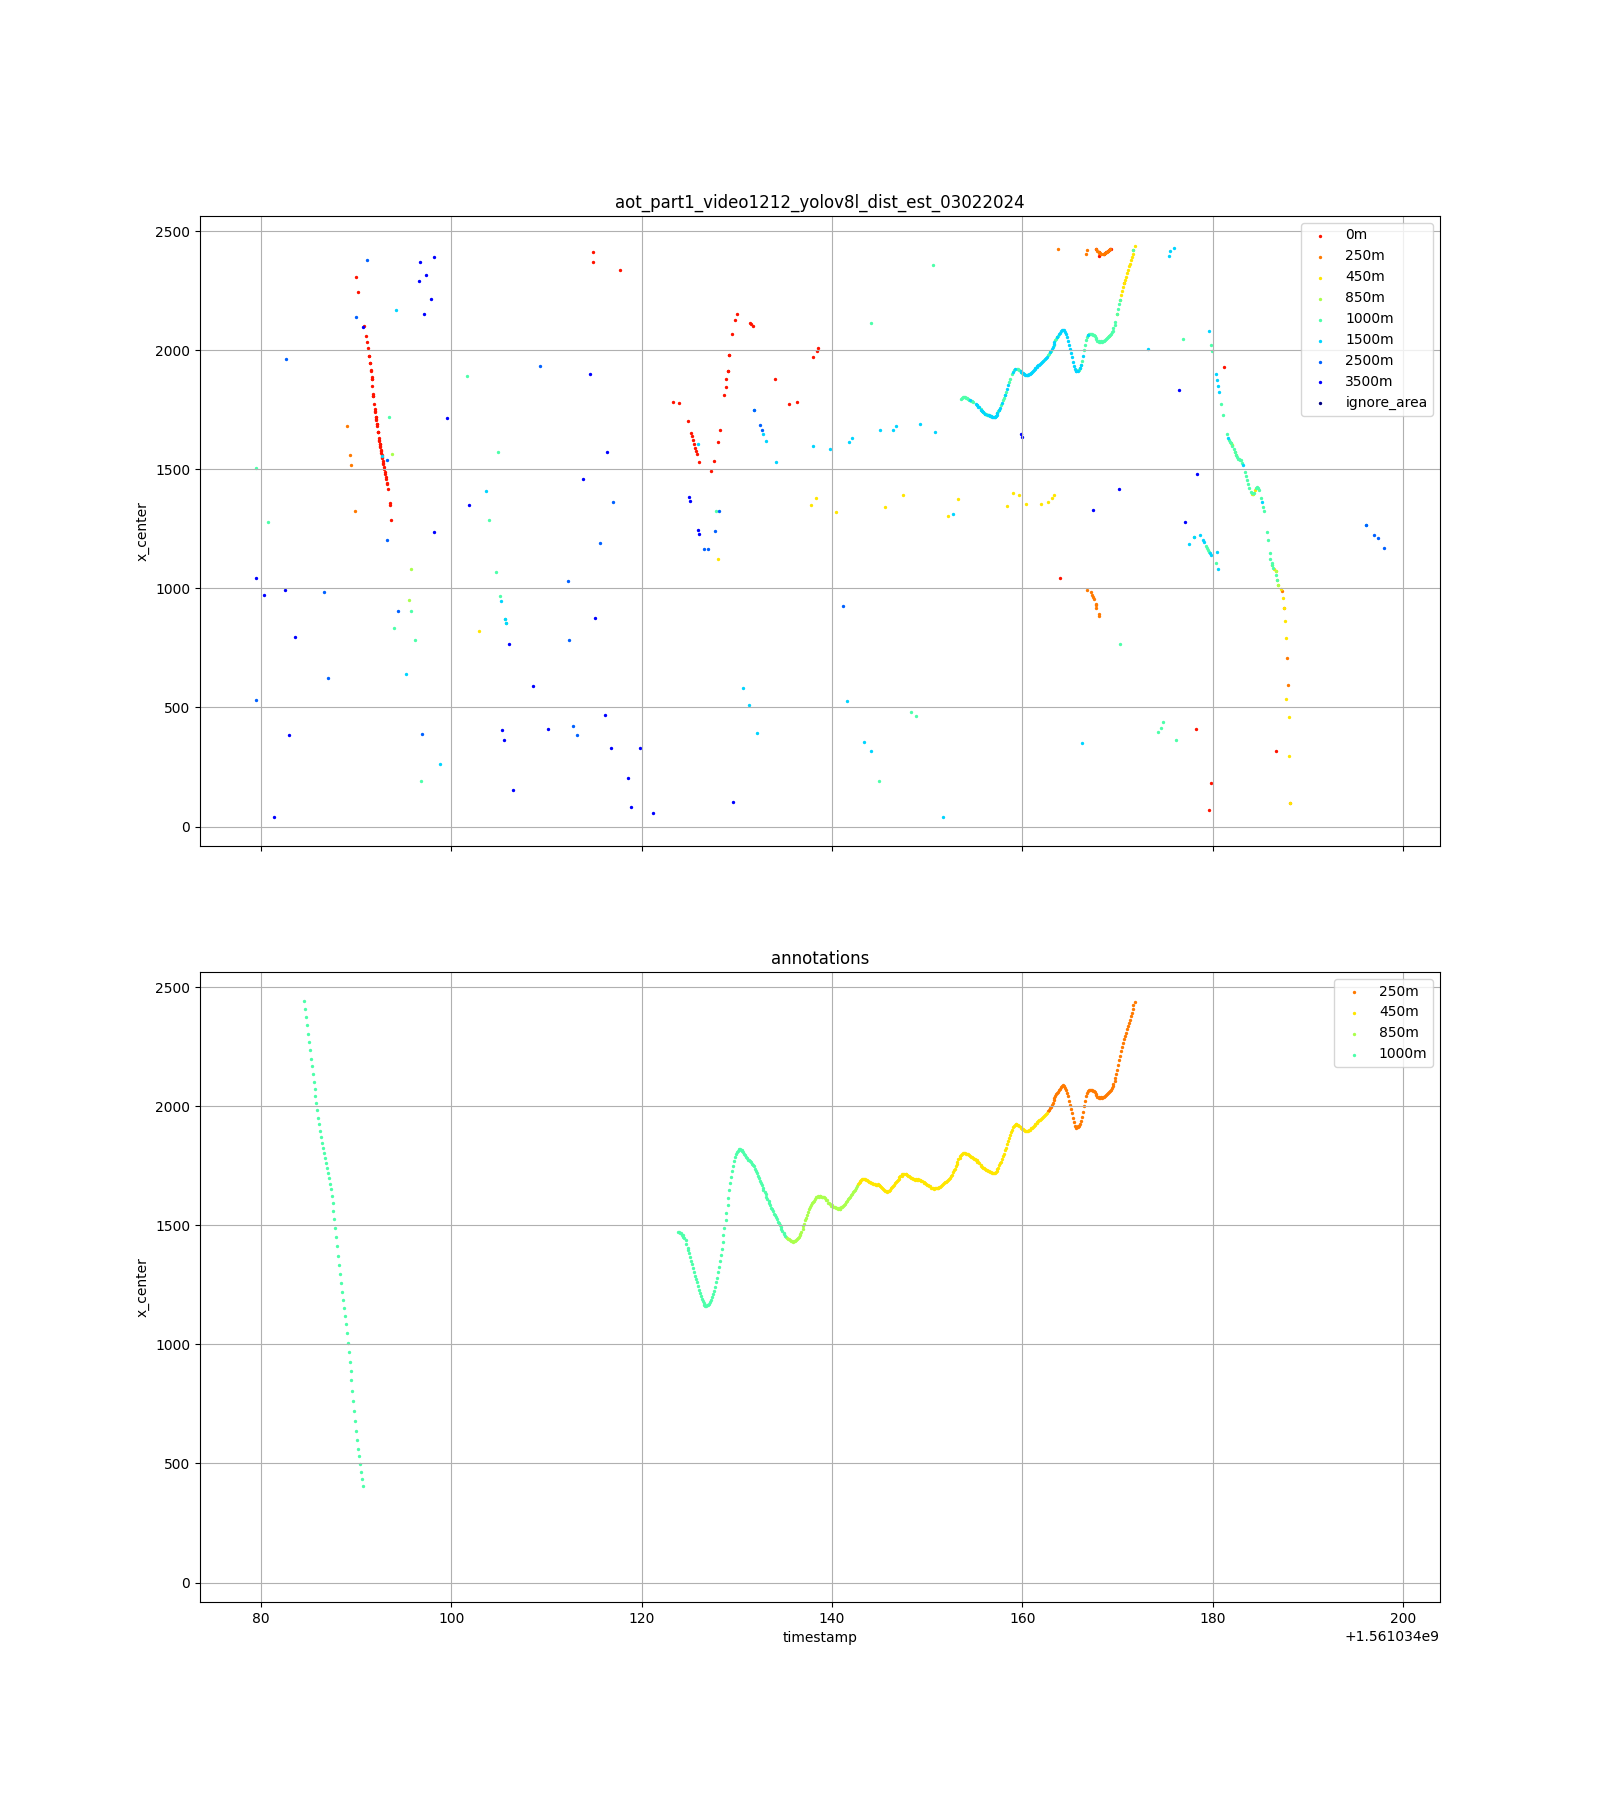 aot_part1_video1212_yolov8l_dist_est_03022024
2500
2000
1500
1000
500
0
x_center
0m
250m
450m
850m
1000m
1500m
2500m
3500m
ignore_area
annotations
2500
2000
1500
1000
500
0
x_center
250m
450m
850m
1000m
80 100 120 140 160 180 200
timestamp
+1.561034e9